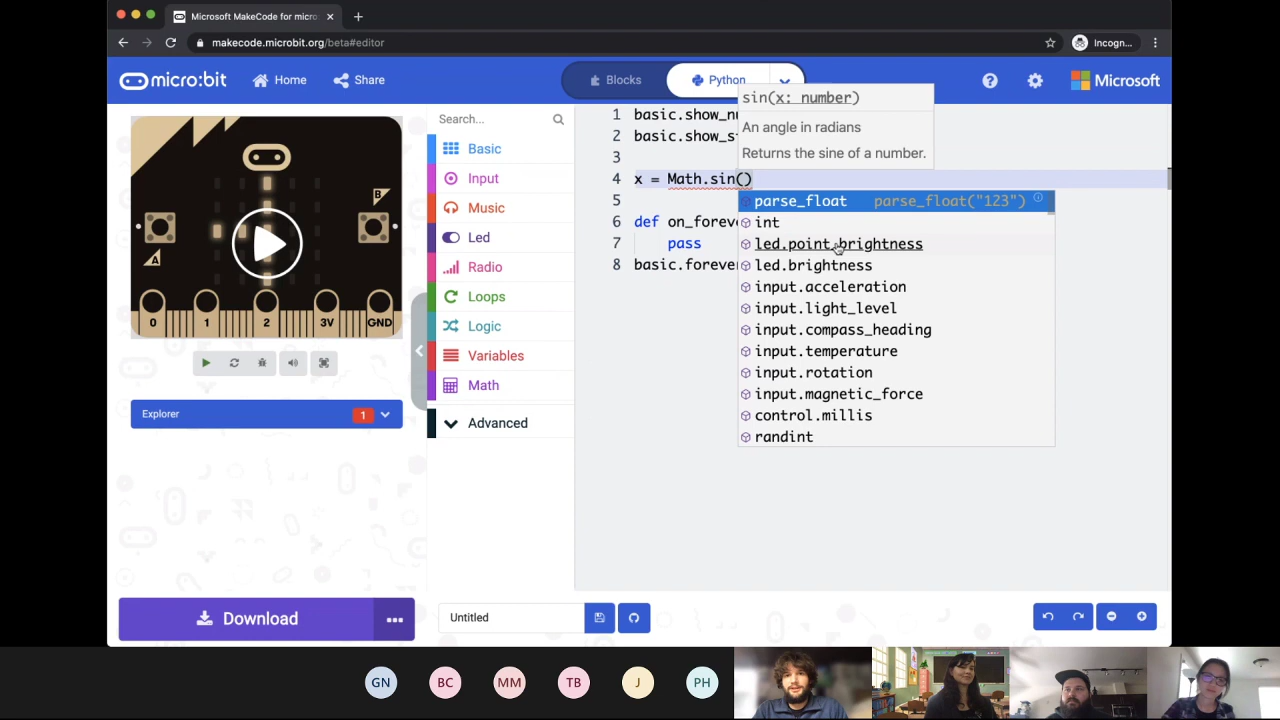 Microsoft MakeCode for micro:
makecode.microbit.org/beta#editor
Incogn...
micro:bit
Home
Share
Blocks
Python
Microsoft
Search...
Basic
Input
Music
Led
Radio
Loops
Logic
Variables
Math
Advanced
A
B
0 1 2 3V GND
Explorer 1
Download
1 basic.show_nu
2 basic.show_s
3
4 x = Math.sin()
5
6 def on_foreve
7 pass
8 basic.forever
sin(x: number)
An angle in radians
Returns the sine of a number.
parse_float parse_float("123")
int
led.point_brightness
led.brightness
input.acceleration
input.light_level
input.compass_heading
input.temperature
input.rotation
input.magnetic_force
control.millis
randint
Untitled
GN BC MM TB J PH